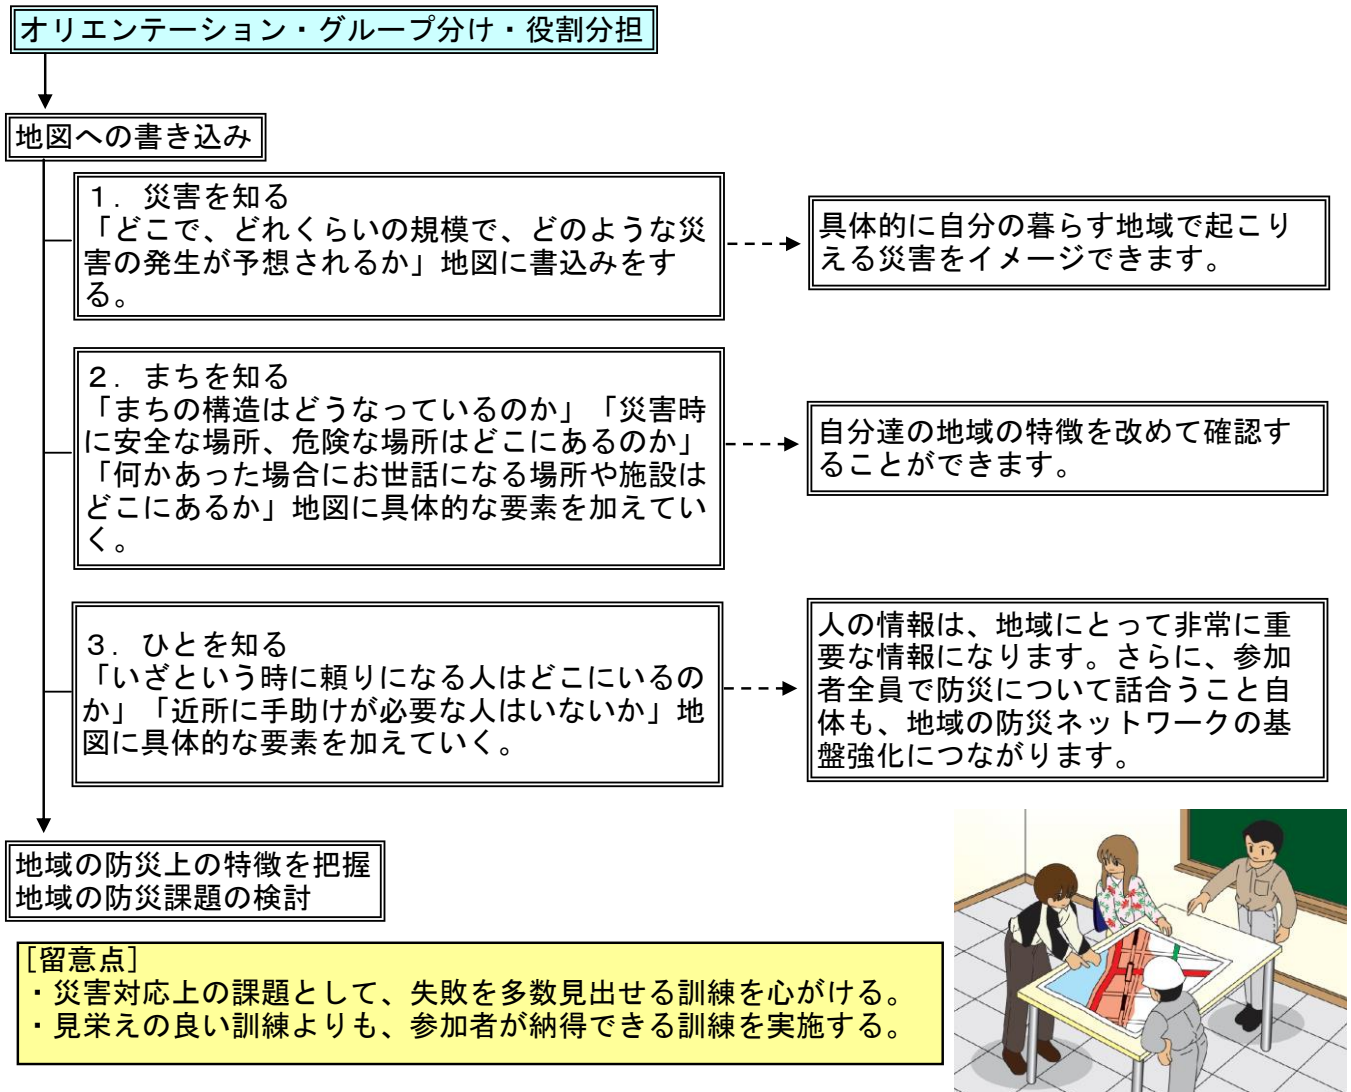 オリエンテーション・グループ分け・役割分担
地図への書き込み
１．災害を知る
「どこで、どれくらいの規模で、どのような災
害の発生が予想されるか」地図に書込みをす
る。
具体的に自分の暮らす地域で起こり
える災害をイメージできます。
２．まちを知る
「まちの構造はどうなっているのか」「災害時
に安全な場所、危険な場所はどこにあるのか」
「何かあった場合にお世話になる場所や施設は
どこにあるか」地図に具体的な要素を加えてい
く。
自分達の地域の特徴を改めて確認す
ることができます。
３．ひとを知る
「いざという時に頼りになる人はどこにいるの
か」「近所に手助けが必要な人はいないか」地
図に具体的な要素を加えていく。
人の情報は、地域にとって非常に重
要な情報になります。さらに、参加
者全員で防災について話合うこと自
体も、地域の防災ネットワークの基
盤強化につながります。
地域の防災上の特徴を把握
地域の防災課題の検討
［留意点］
・災害対応上の課題として、失敗を多数見出せる訓練を心がける。
・見栄えの良い訓練よりも、参加者が納得できる訓練を実施する。